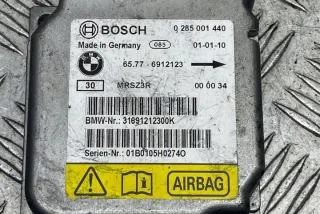 BOSCH 0 285 001 440
Made in Germany 085 01-01-10
65.77 - 6912123
30 MRSZ3R 00 00 34
BMW-Nr.: 31691212300K
Serien-Nr.: 01B0105H0274O
AIRBAG